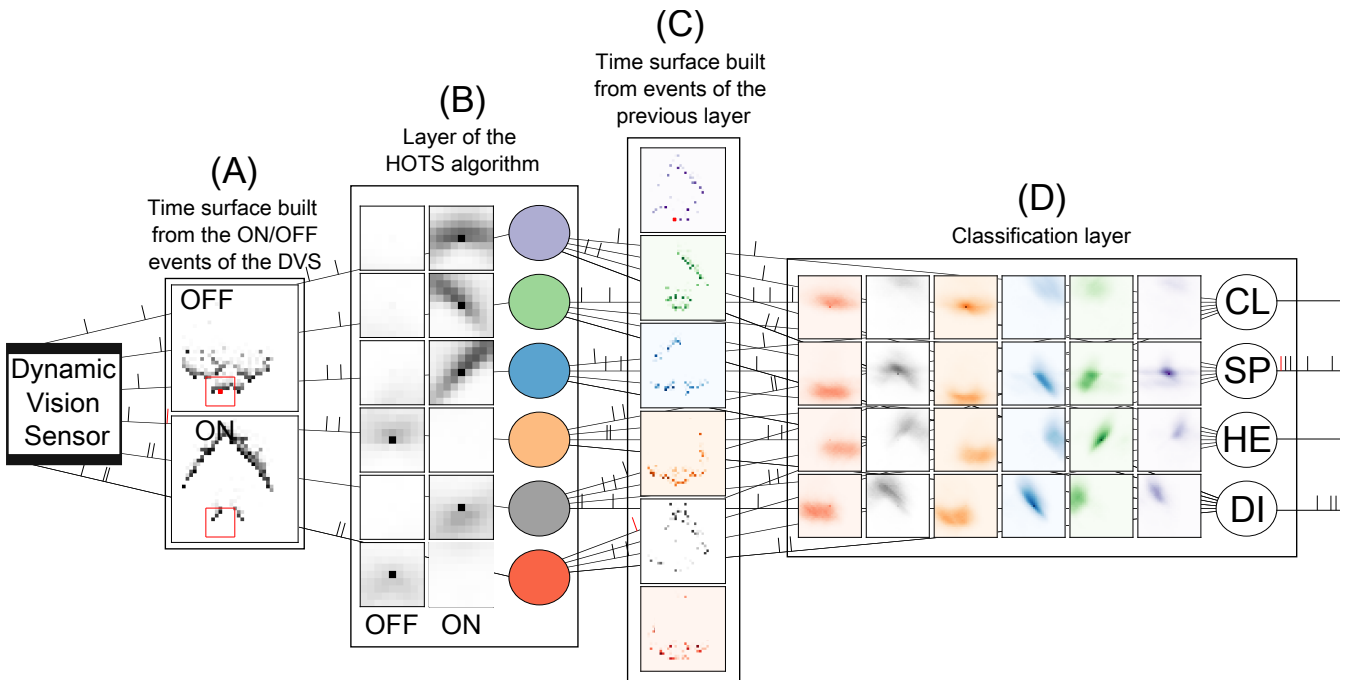 (A)
Time surface built
from the ON/OFF
events of the DVS
OFF
ON
Dynamic
Vision
Sensor
(B)
Layer of the
HOTS algorithm
OFF ON
(C)
Time surface built
from events of the
previous layer
(D)
Classification layer
CL
SP
HE
DI